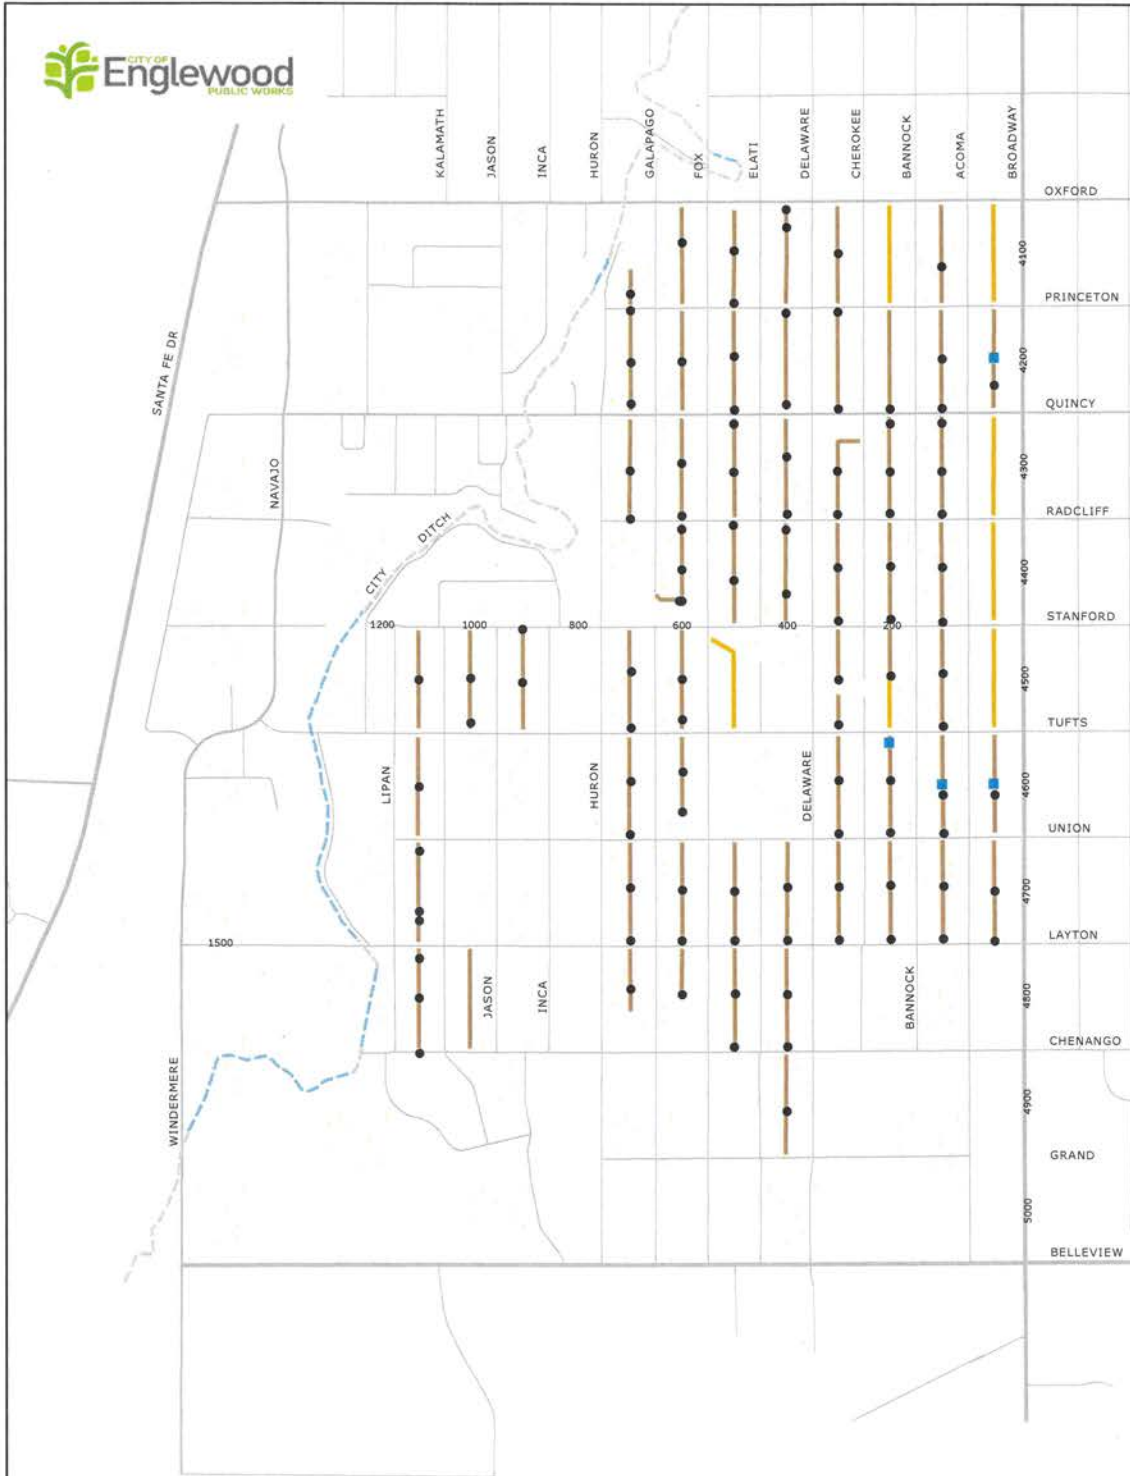 CITY OF
Englewood
PUBLIC WORKS
KALAMATH
JASON
INCA
HURON
GALAPAGO
FOX
ELATI
DELAWARE
CHEROKEE
BANNOCK
ACOMA
BROADWAY
OXFORD
4100
PRINCETON
SANTA FE DR
4200
QUINCY
NAVAJO
4300
RADCLIFF
CITY DITCH
4400
STANFORD
1200
1000
800
600
400
200
4500
TUFTS
LIPAN
HURON
DELAWARE
4600
UNION
4700
1500
LAYTON
JASON
INCA
BANNOCK
4800
CHENANGO
WINDERMERE
4900
GRAND
5000
BELLEVIEW